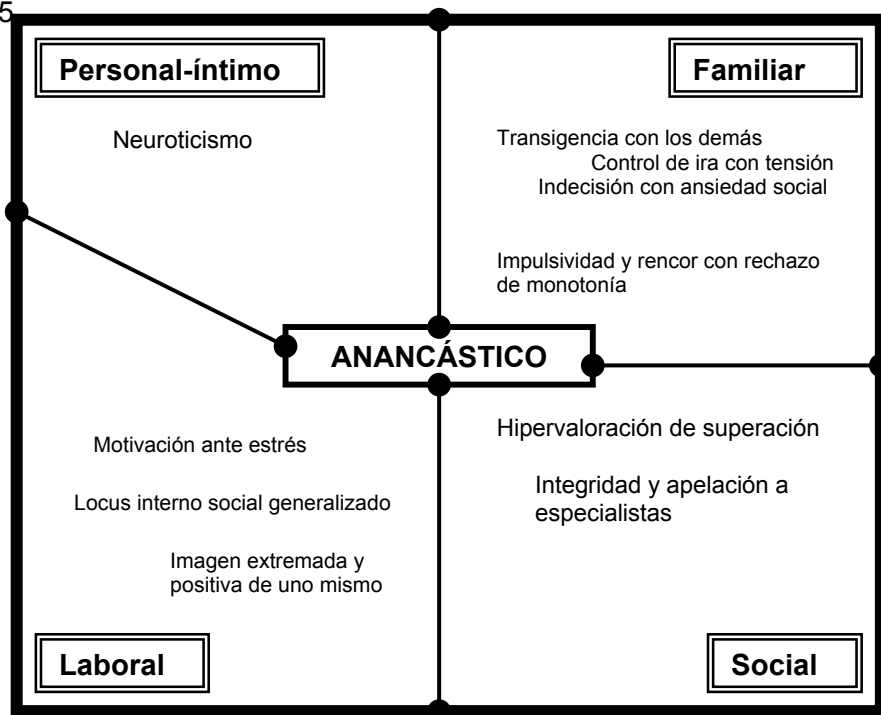 5
Personal-íntimo
Familiar
Neuroticismo
Transigencia con los demás
Control de ira con tensión
Indecisión con ansiedad social
Impulsividad y rencor con rechazo
de monotonía
ANANCÁSTICO
Motivación ante estrés
Locus interno social generalizado
Imagen extremada y
positiva de uno mismo
Hipervaloración de superación
Integridad y apelación a
especialistas
Laboral
Social